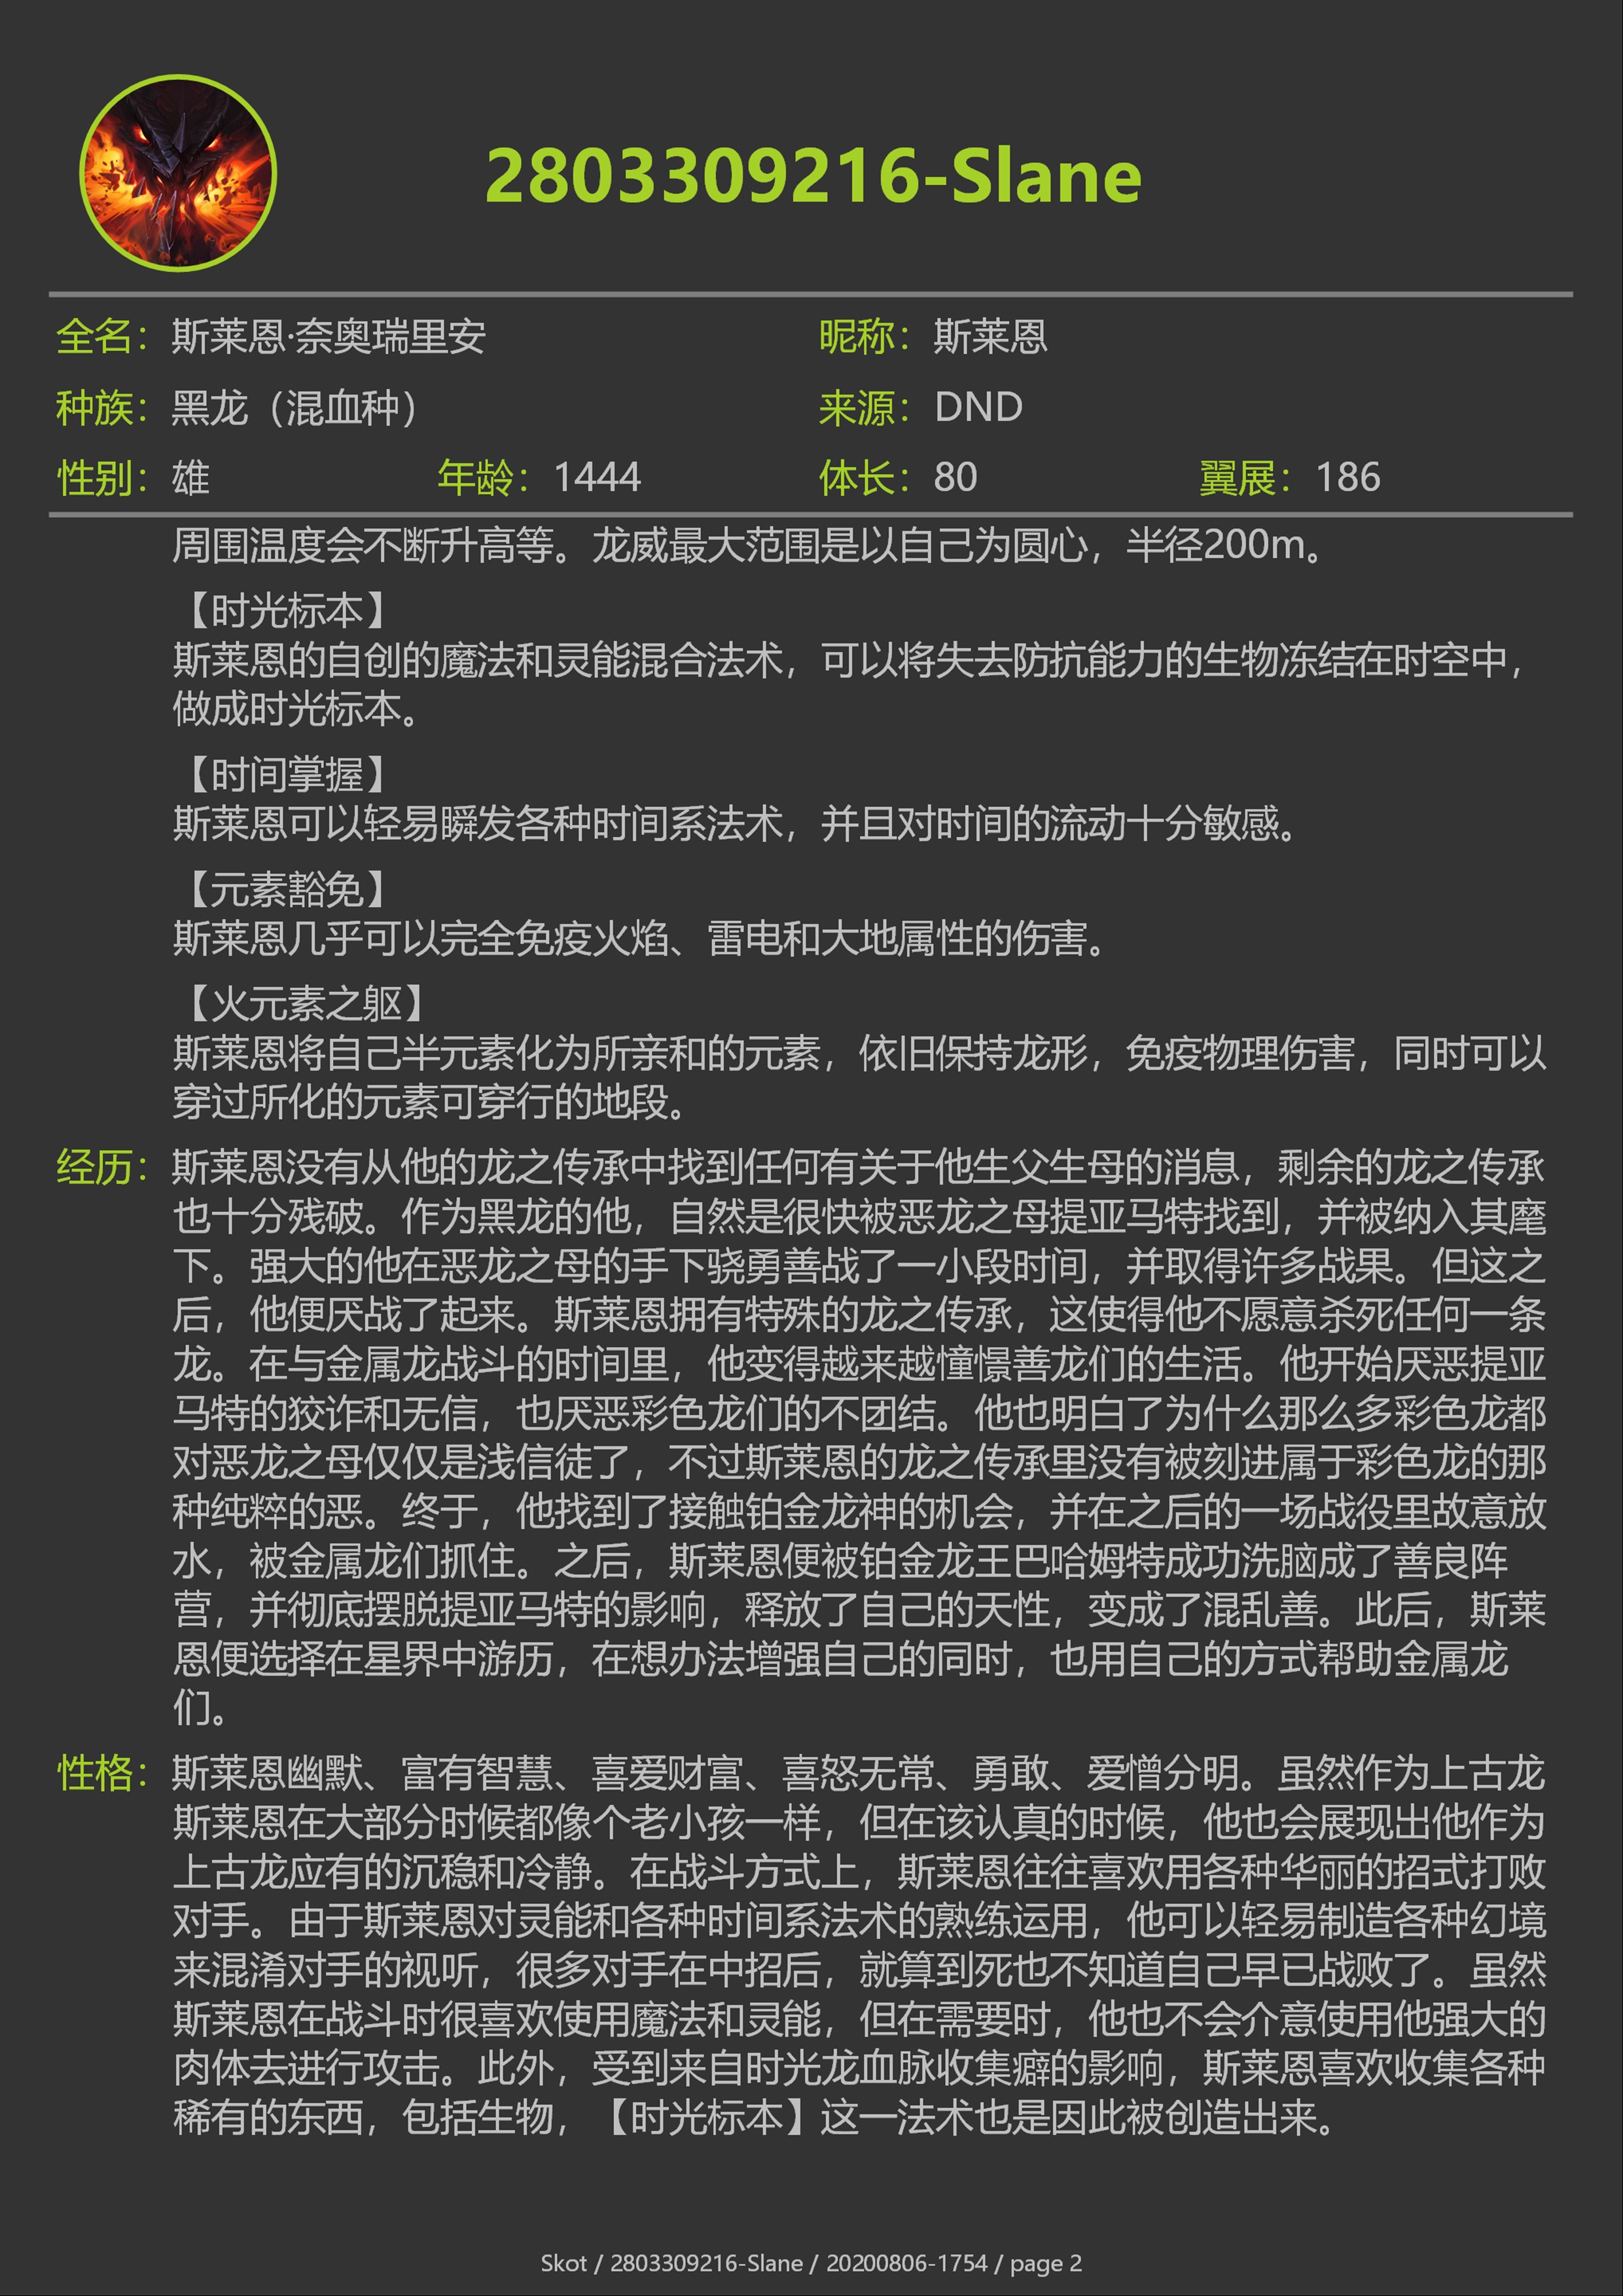 2803309216-Slane
全名：斯莱恩·奈奥瑞里安 昵称：斯莱恩
种族：黑龙（混血种） 来源：DND
性别：雄 年龄：1444 体长：80 翼展：186
周围温度会不断升高等。龙威最大范围是以自己为圆心，半径200m。
【时光标本】
斯莱恩的自创的魔法和灵能混合法术，可以将失去防抗能力的生物冻结在时空中，
做成时光标本。
【时间掌握】
斯莱恩可以轻易瞬发各种时间系法术，并且对时间的流动十分敏感。
【元素豁免】
斯莱恩几乎可以完全免疫火焰、雷电和大地属性的伤害。
【火元素之躯】
斯莱恩将自己半元素化为所亲和的元素，依旧保持龙形，免疫物理伤害，同时可以
穿过所化的元素可穿行的地段。
经历：斯莱恩没有从他的龙之传承中找到任何有关于他生父生母的消息，剩余的龙之传承
也十分残破。作为黑龙的他，自然是很快被恶龙之母提亚马特找到，并被纳入其麾
下。强大的他在恶龙之母的手下骁勇善战了一小段时间，并取得许多战果。但这之
后，他便厌战了起来。斯莱恩拥有特殊的龙之传承，这使得他不愿意杀死任何一条
龙。在与金属龙战斗的时间里，他变得越来越憧憬善龙们的生活。他开始厌恶提亚
马特的狡诈和无信，也厌恶彩色龙们的不团结。他也明白了为什么那么多彩色龙都
对恶龙之母仅仅是浅信徒了，不过斯莱恩的龙之传承里没有被刻进属于彩色龙的那
种纯粹的恶。终于，他找到了接触铂金龙神的机会，并在之后的一场战役里故意放
水，被金属龙们抓住。之后，斯莱恩便被铂金龙王巴哈姆特成功洗脑成了善良阵
营，并彻底摆脱提亚马特的影响，释放了自己的天性，变成了混乱善。此后，斯莱
恩便选择在星界中游历，在想办法增强自己的同时，也用自己的方式帮助金属龙
们。
性格：斯莱恩幽默、富有智慧、喜爱财富、喜怒无常、勇敢、爱憎分明。虽然作为上古龙
斯莱恩在大部分时候都像个老小孩一样，但在该认真的时候，他也会展现出他作为
上古龙应有的沉稳和冷静。在战斗方式上，斯莱恩往往喜欢用各种华丽的招式打败
对手。由于斯莱恩对灵能和各种时间系法术的熟练运用，他可以轻易制造各种幻境
来混淆对手的视听，很多对手在中招后，就算到死也不知道自己早已战败了。虽然
斯莱恩在战斗时很喜欢使用魔法和灵能，但在需要时，他也不会介意使用他强大的
肉体去进行攻击。此外，受到来自时光龙血脉收集癖的影响，斯莱恩喜欢收集各种
稀有的东西，包括生物，【时光标本】这一法术也是因此被创造出来。
Skot / 2803309216-Slane / 20200806-1754 / page 2